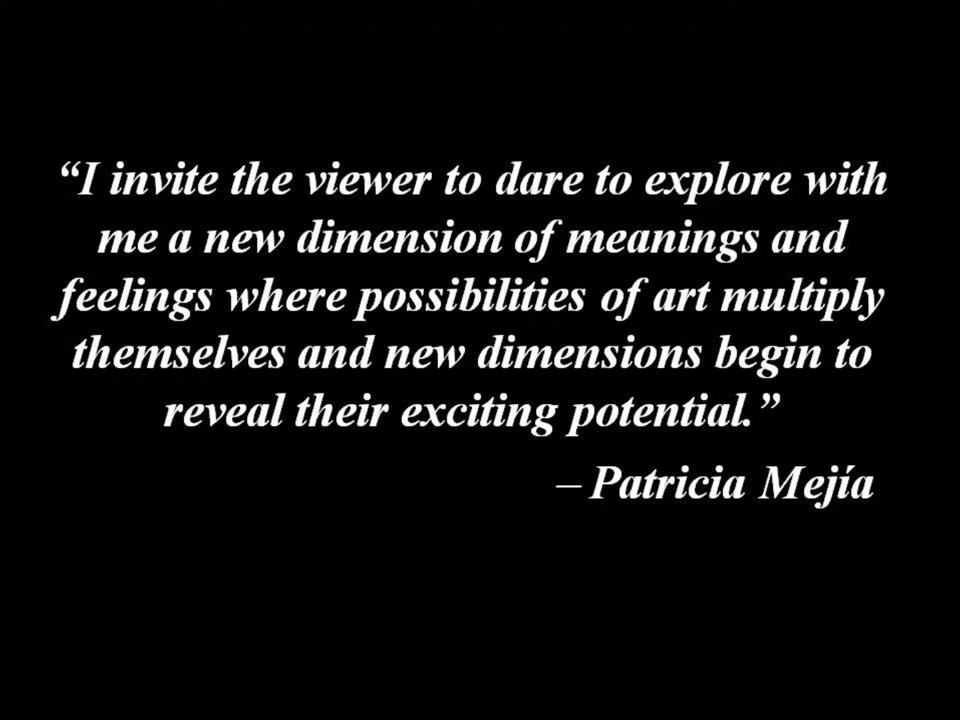 “I invite the viewer to dare to explore with
me a new dimension of meanings and
feelings where possibilities of art multiply
themselves and new dimensions begin to
reveal their exciting potential.”
– Patricia Mejía